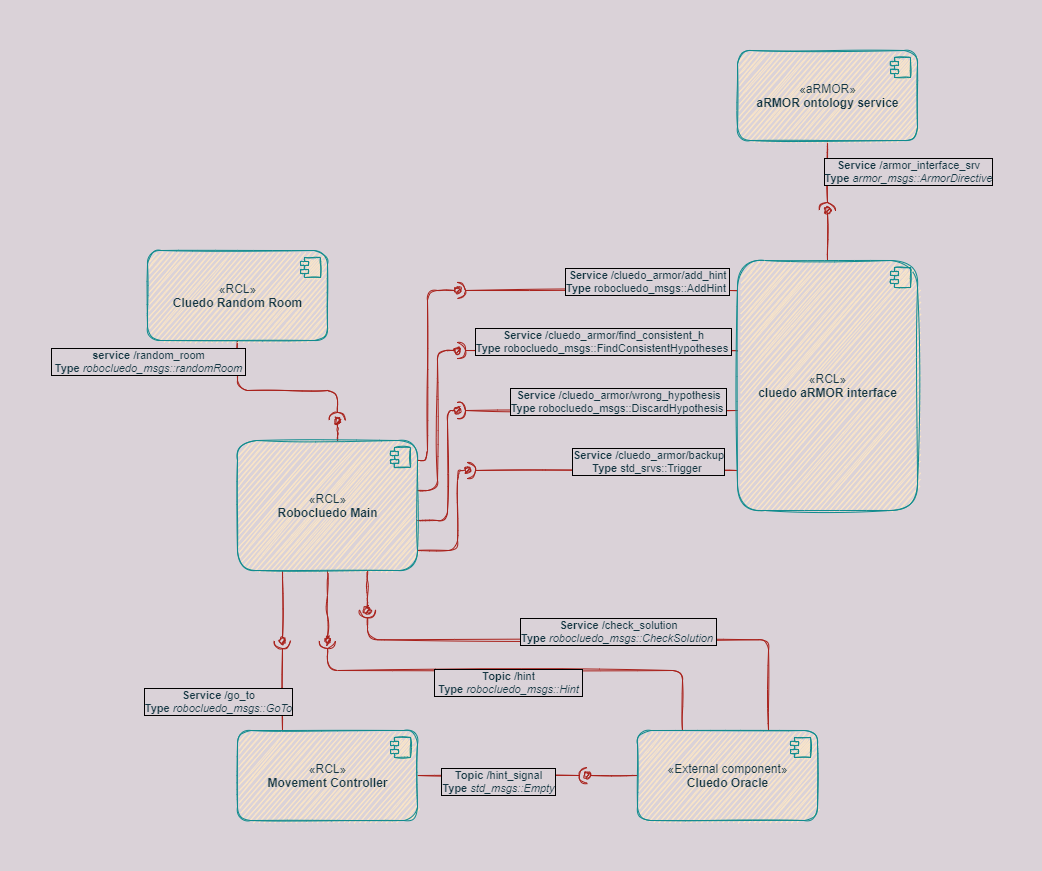 «aRMOR»
aRMOR ontology service
Service /armor_interface_srv
Type armor_msgs::ArmorDirective
«RCL»
Cluedo Random Room
service /random_room
Type robocluedo_msgs::randomRoom
Service /cluedo_armor/add_hint
Type robocluedo_msgs::AddHint
Service /cluedo_armor/find_consistent_h
Type robocluedo_msgs::FindConsistentHypotheses
Service /cluedo_armor/wrong_hypothesis
Type robocluedo_msgs::DiscardHypothesis
Service /cluedo_armor/backup
Type std_srvs::Trigger
«RCL»
cluedo aRMOR interface
«RCL»
Robocluedo Main
Service /check_solution
Type robocluedo_msgs::CheckSolution
Topic /hint
Type robocluedo_msgs::Hint
Service /go_to
Type robocluedo_msgs::GoTo
«RCL»
Movement Controller
Topic /hint_signal
Type std_msgs::Empty
«External component»
Cluedo Oracle